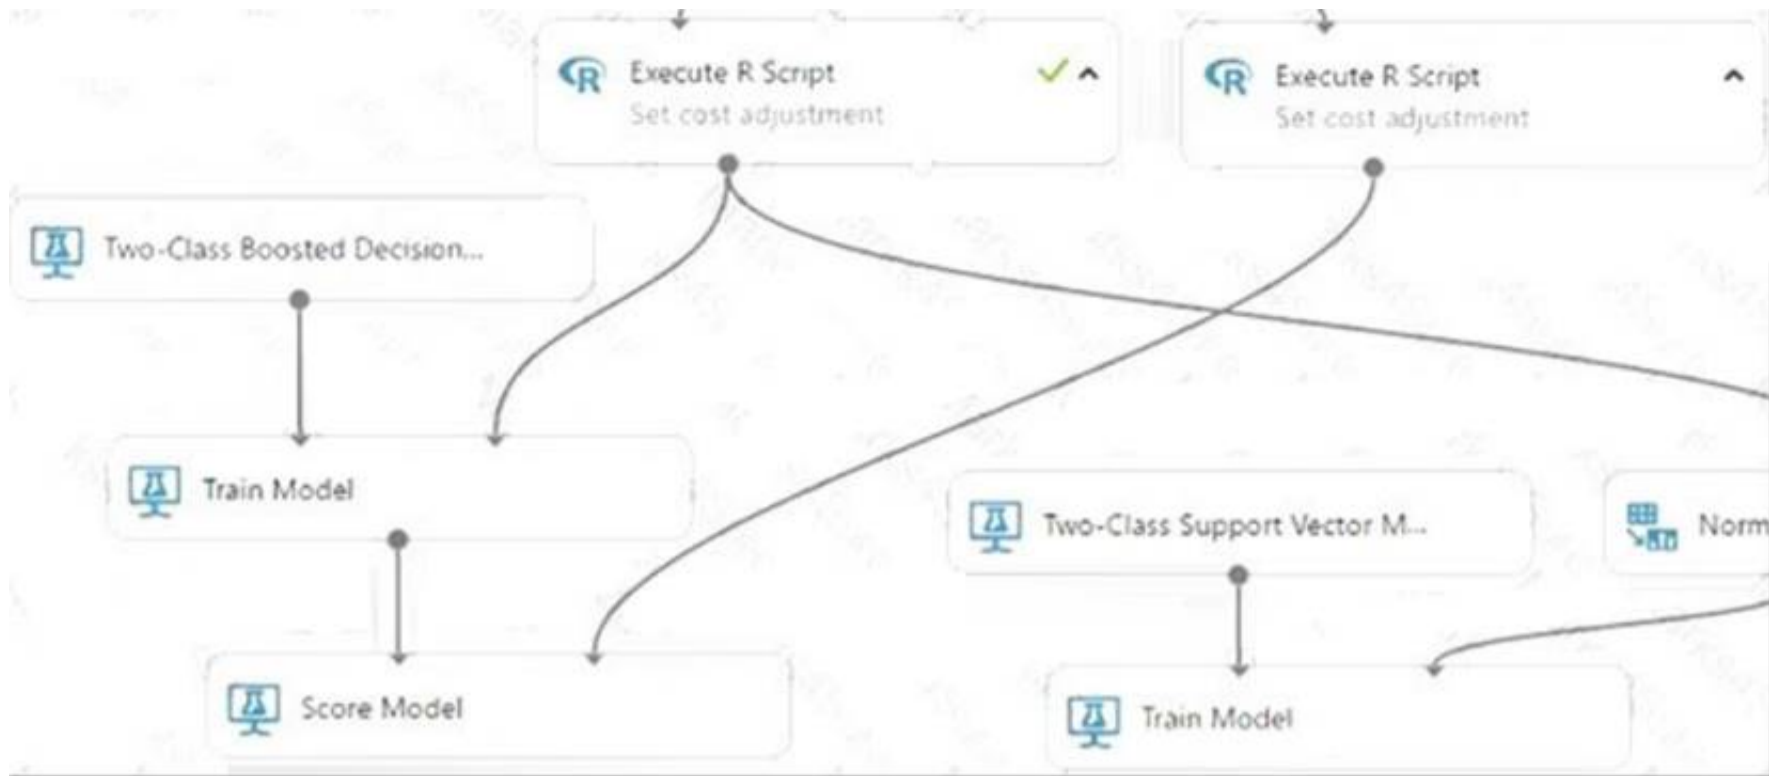 Execute R Script
Set cost adjustment
Execute R Script
Set cost adjustment
Two-Class Boosted Decision...
Train Model
Two-Class Support Vector M...
Norm
Score Model
Train Model